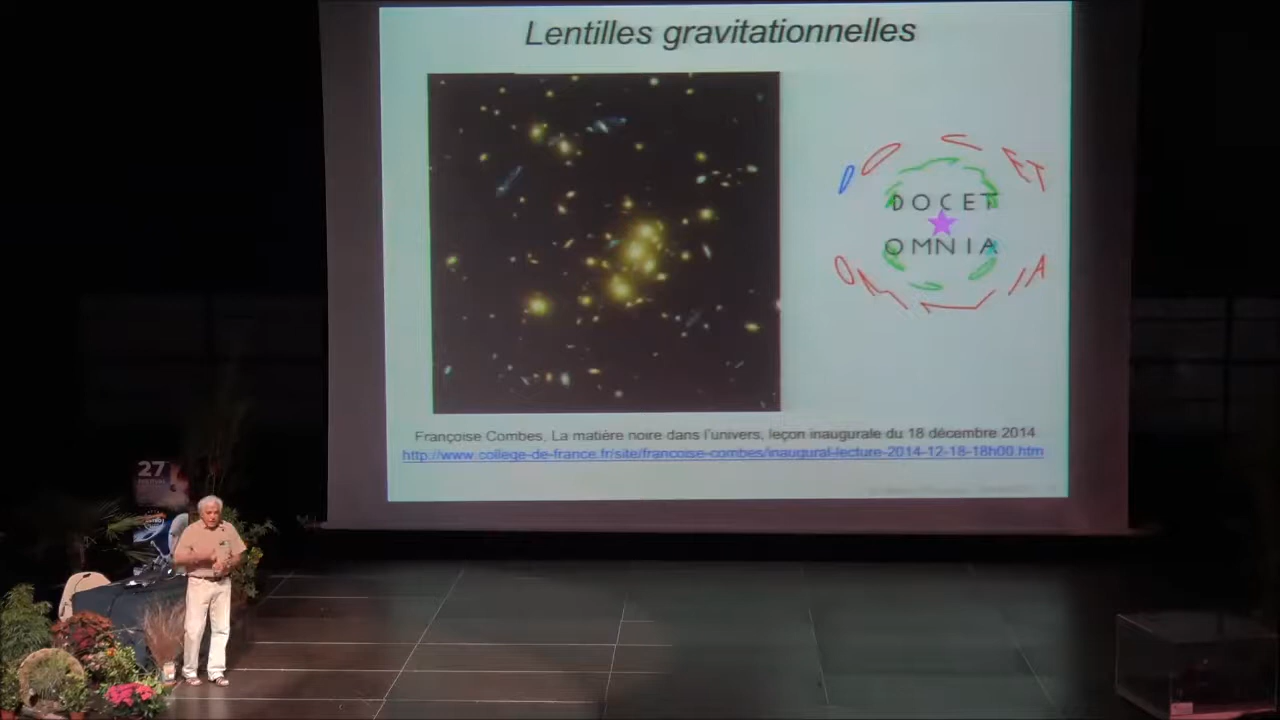 Lentilles gravitationnelles
DOCET
OMNIA
Françoise Combes, La matière noire dans l'univers, leçon inaugurale du 18 décembre 2014
http://www.college-de-france.fr/site/francoise-combes/inaugural-lecture-2014-12-18-18h00.htm
27